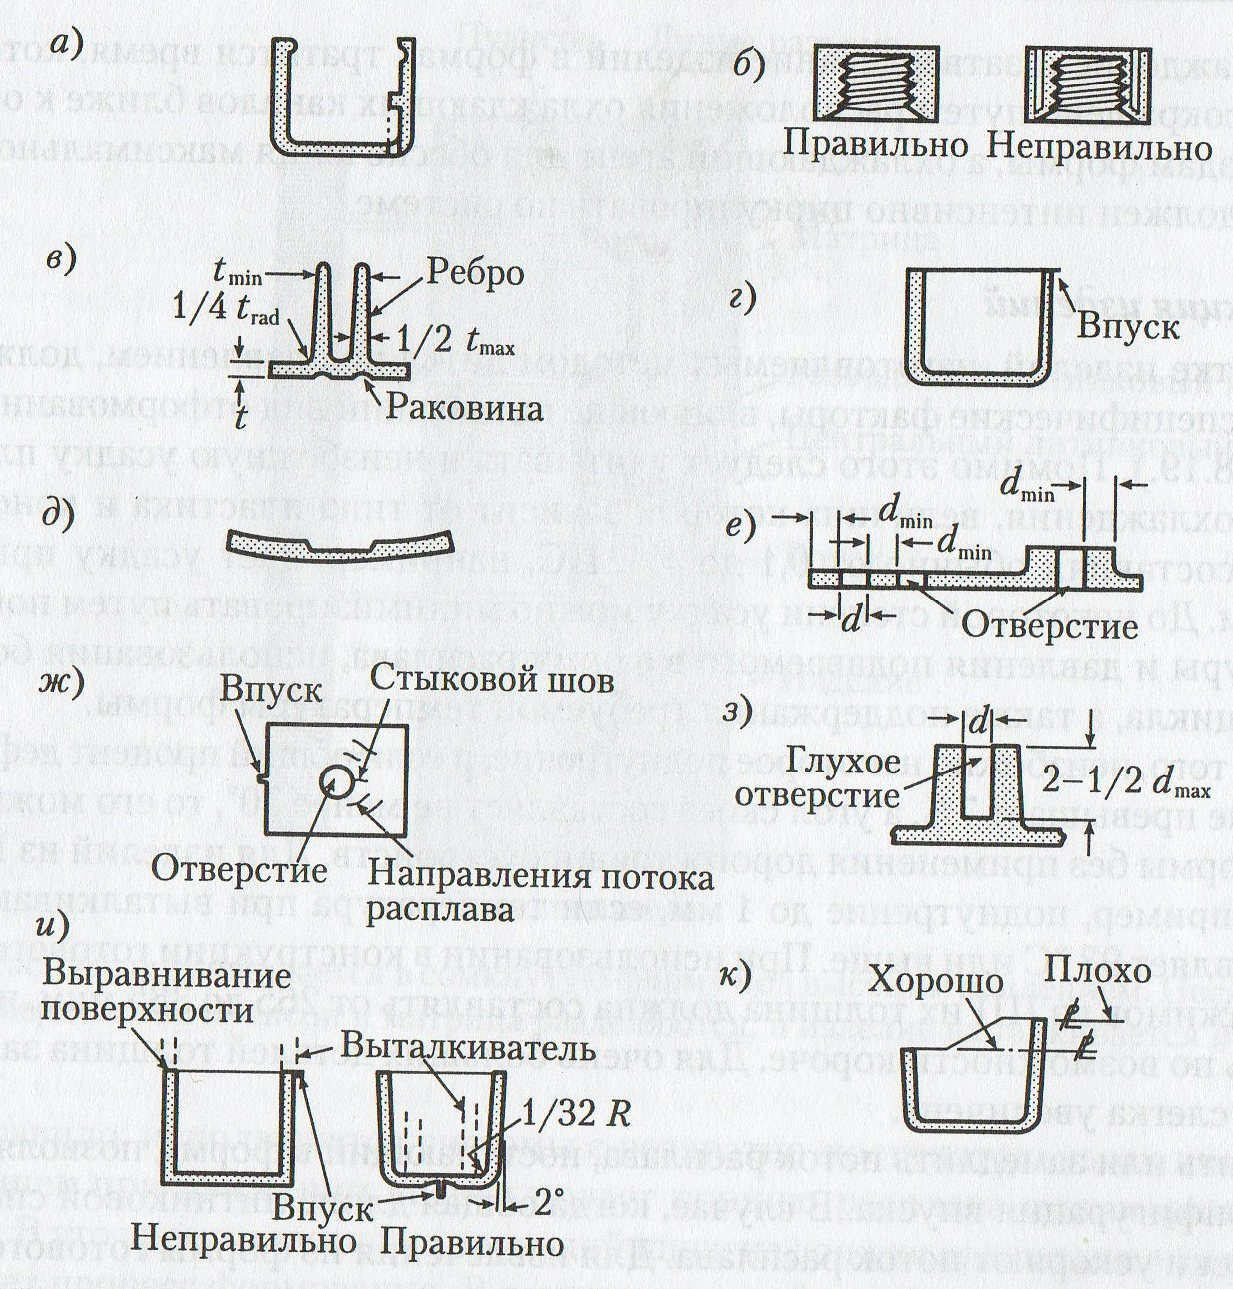 а)
б)
Правильно Неправильно
в)
t min
Ребро
1/4 t rad
1/2 t max
t
Раковина
г)
Впуск
д)
е)
d min
d min
d min
d
Отверстие
ж)
Впуск
Стыковой шов
Отверстие
Направления потока
расплава
з)
d
Глухое
отверстие
2–1/2 d max
и)
Выравнивание
поверхности
Выталкиватель
1/32 R
Впуск
2°
Неправильно Правильно
к)
Хорошо
Плохо